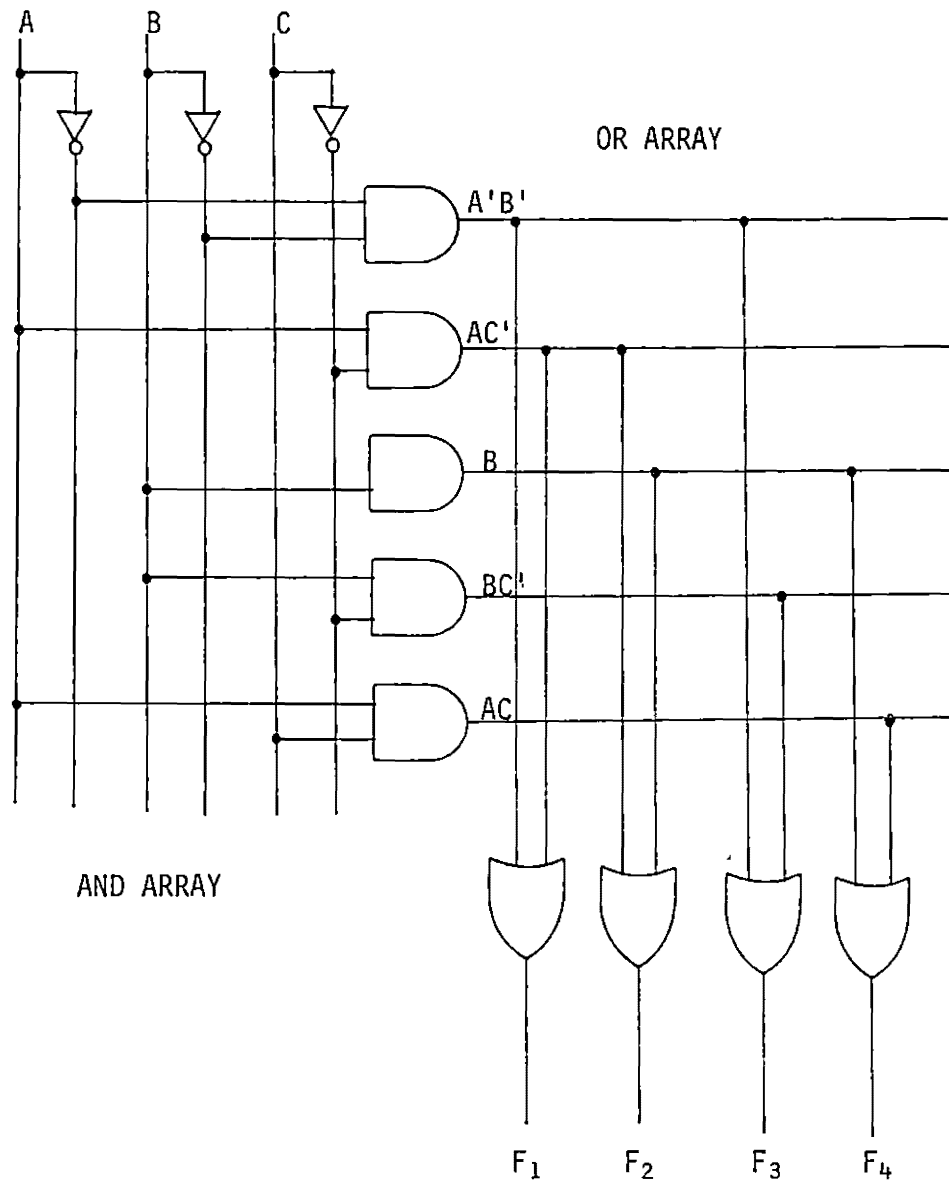 A B C
OR ARRAY
A'B'
AC'
B
BC'
AC
AND ARRAY
F₁ F₂ F₃ F₄